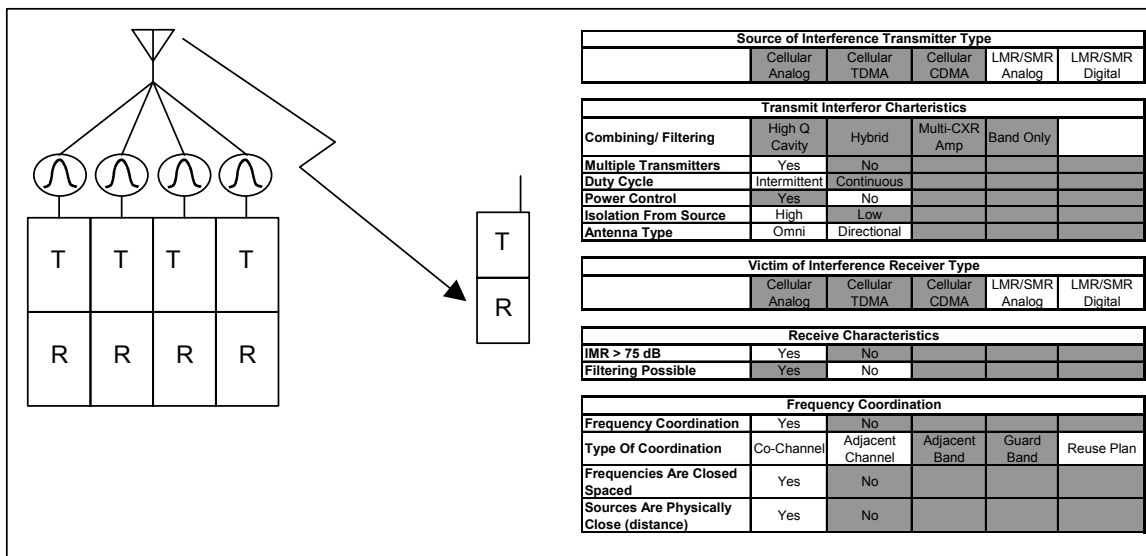 T T T T
R R R R
T
R
Source of Interference Transmitter Type
Cellular Analog Cellular TDMA Cellular CDMA LMR/SMR Analog LMR/SMR Digital
Transmit Interferor Charteristics
Combining/ Filtering High Q Cavity Hybrid Multi-CXR Amp Band Only
Multiple Transmitters Yes No
Duty Cycle Intermittent Continuous
Power Control Yes No
Isolation From Source High Low
Antenna Type Omni Directional
Victim of Interference Receiver Type
Cellular Analog Cellular TDMA Cellular CDMA LMR/SMR Analog LMR/SMR Digital
Receive Characteristics
IMR > 75 dB Yes No
Filtering Possible Yes No
Frequency Coordination
Frequency Coordination Yes No
Type Of Coordination Co-Channel Adjacent Channel Adjacent Band Guard Band Reuse Plan
Frequencies Are Closed Spaced Yes No
Sources Are Physically Close (distance) Yes No